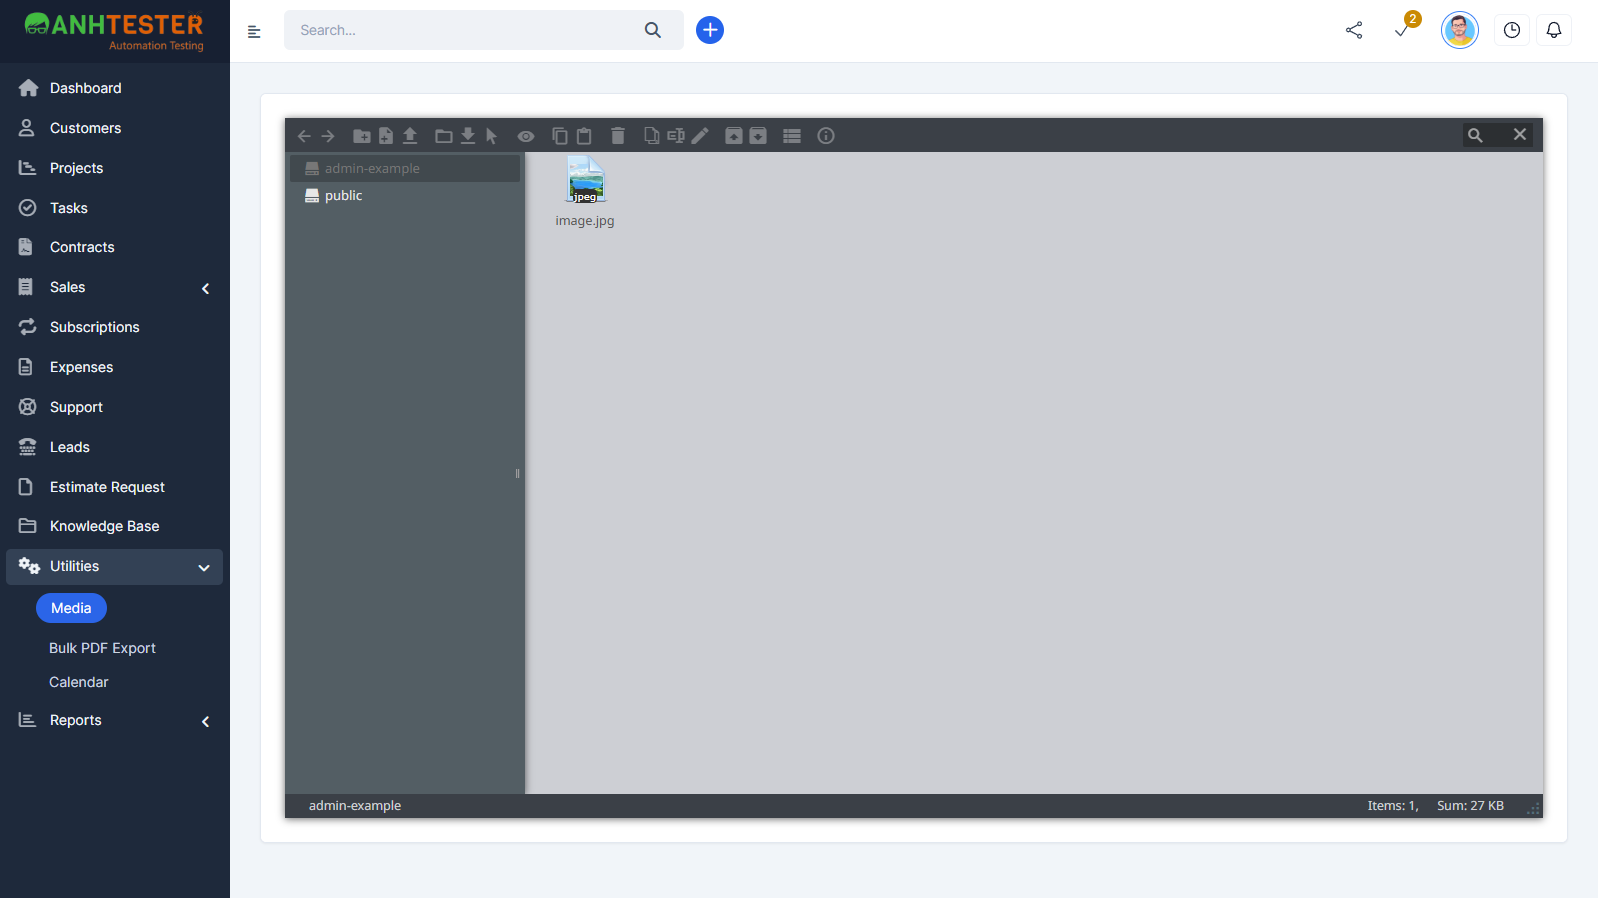 ANHTESTER
Automation Testing
Search...
2
Dashboard
Customers
Projects
Tasks
Contracts
Sales
Subscriptions
Expenses
Support
Leads
Estimate Request
Knowledge Base
Utilities
Media
Bulk PDF Export
Calendar
Reports
admin-example
public
jpeg
image.jpg
admin-example
Items: 1, Sum: 27 KB